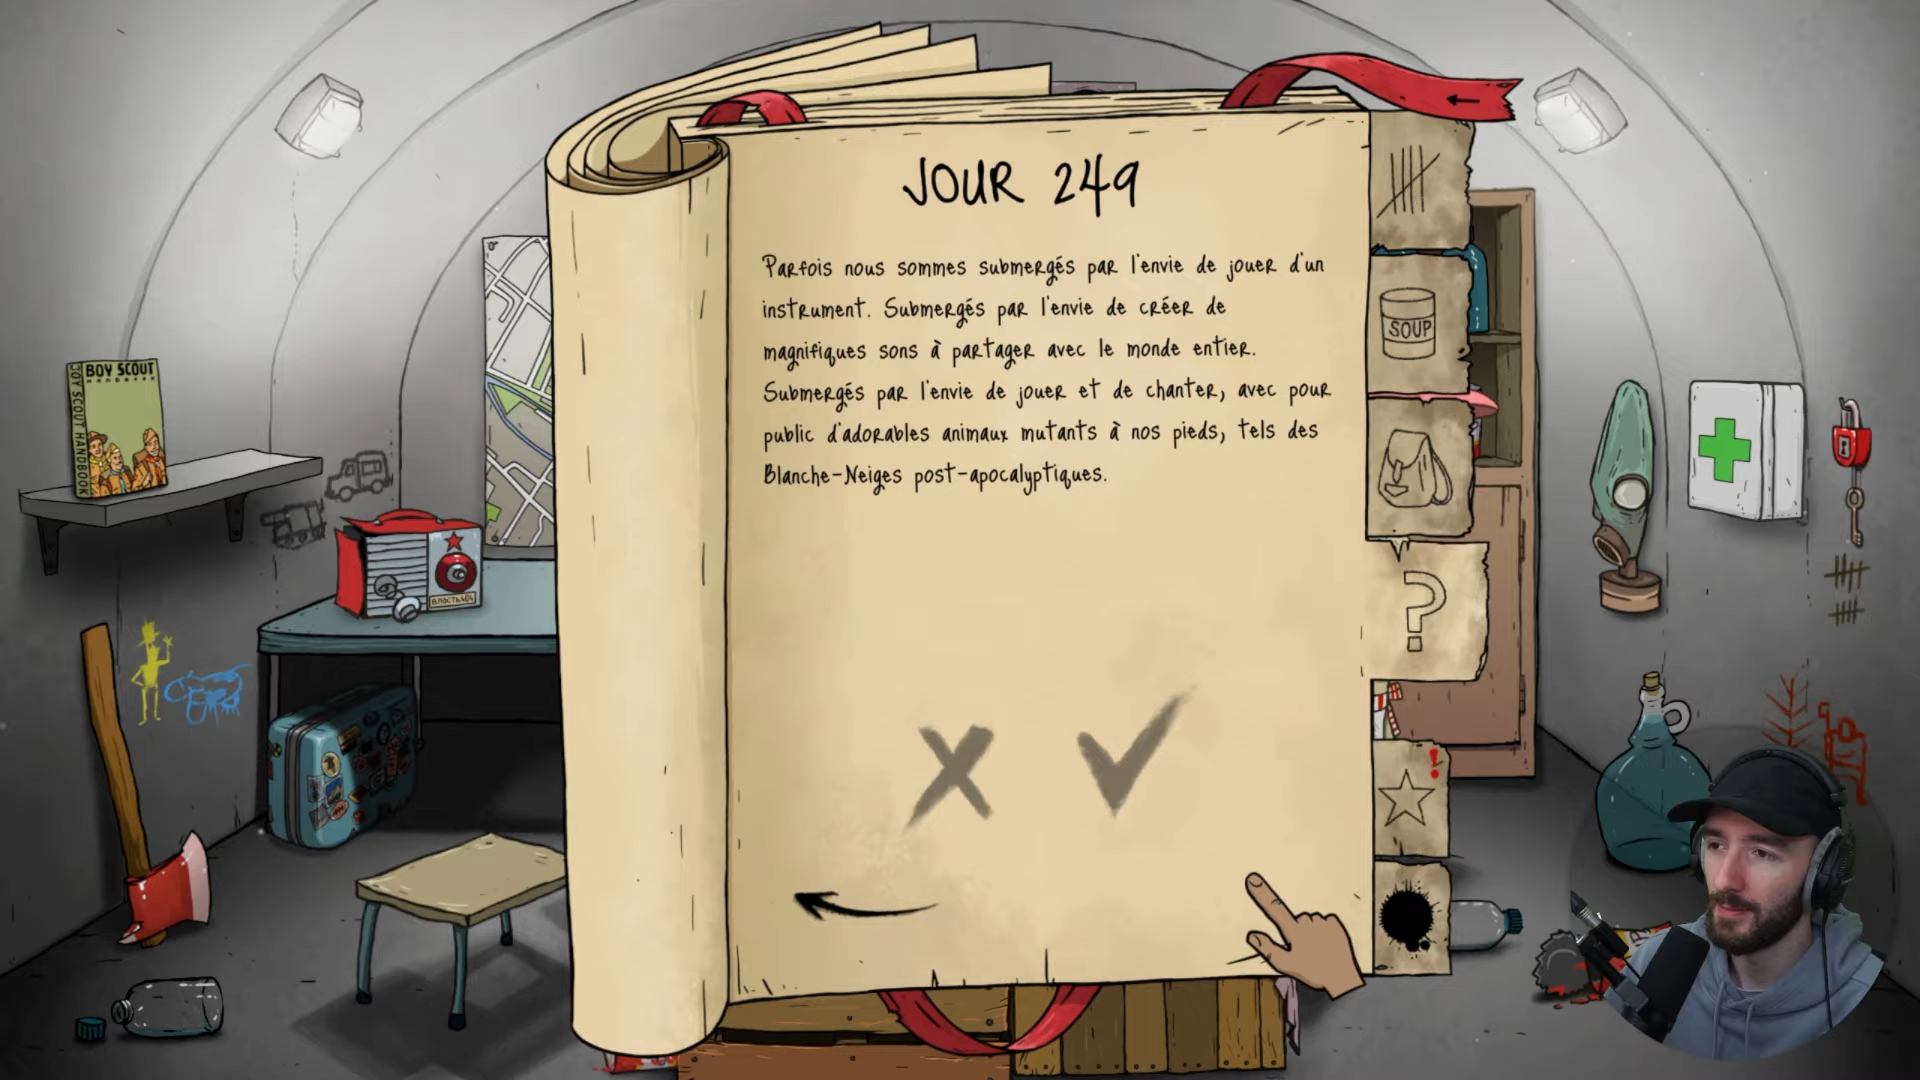 JOUR 249
Parfois nous sommes submergés par l'envie de jouer d'un
instrument. Submergés par l'envie de créer de
magnifiques sons à partager avec le monde entier.
Submergés par l'envie de jouer et de chanter, avec pour
public d'adorables animaux mutants à nos pieds, tels des
Blanche-Neiges post-apocalyptiques.
SOUP
!
?
BOY SCOUT
HANDBOOK
BOY SCOUT HANDBOOK